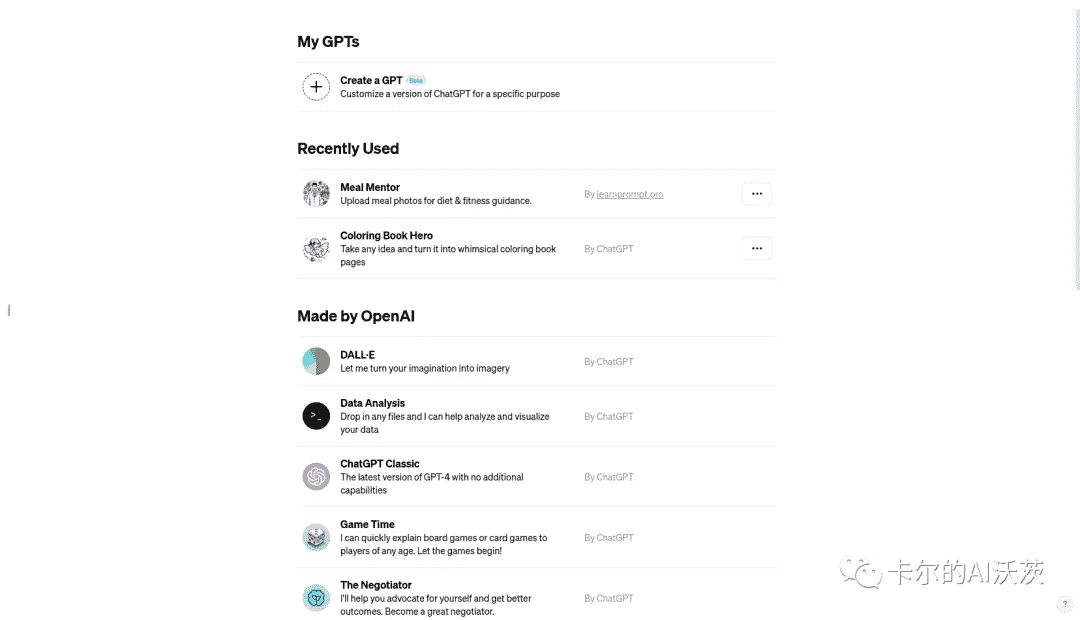 My GPTs
Create a GPT Beta
Customize a version of ChatGPT for a specific purpose
Recently Used
Meal Mentor
Upload meal photos for diet & fitness guidance.
By learnprompt.pro
...
Coloring Book Hero
Take any idea and turn it into whimsical coloring book
pages
By ChatGPT
...
Made by OpenAI
DALL·E
Let me turn your imagination into imagery
By ChatGPT
>_
Data Analysis
Drop in any files and I can help analyze and visualize
your data
By ChatGPT
ChatGPT Classic
The latest version of GPT-4 with no additional
capabilities
By ChatGPT
Game Time
I can quickly explain board games or card games to
players of any age. Let the games begin!
By ChatGPT
The Negotiator
I'll help you advocate for yourself and get better
outcomes. Become a great negotiator.
By ChatGPT
卡尔的AI沃茨
?